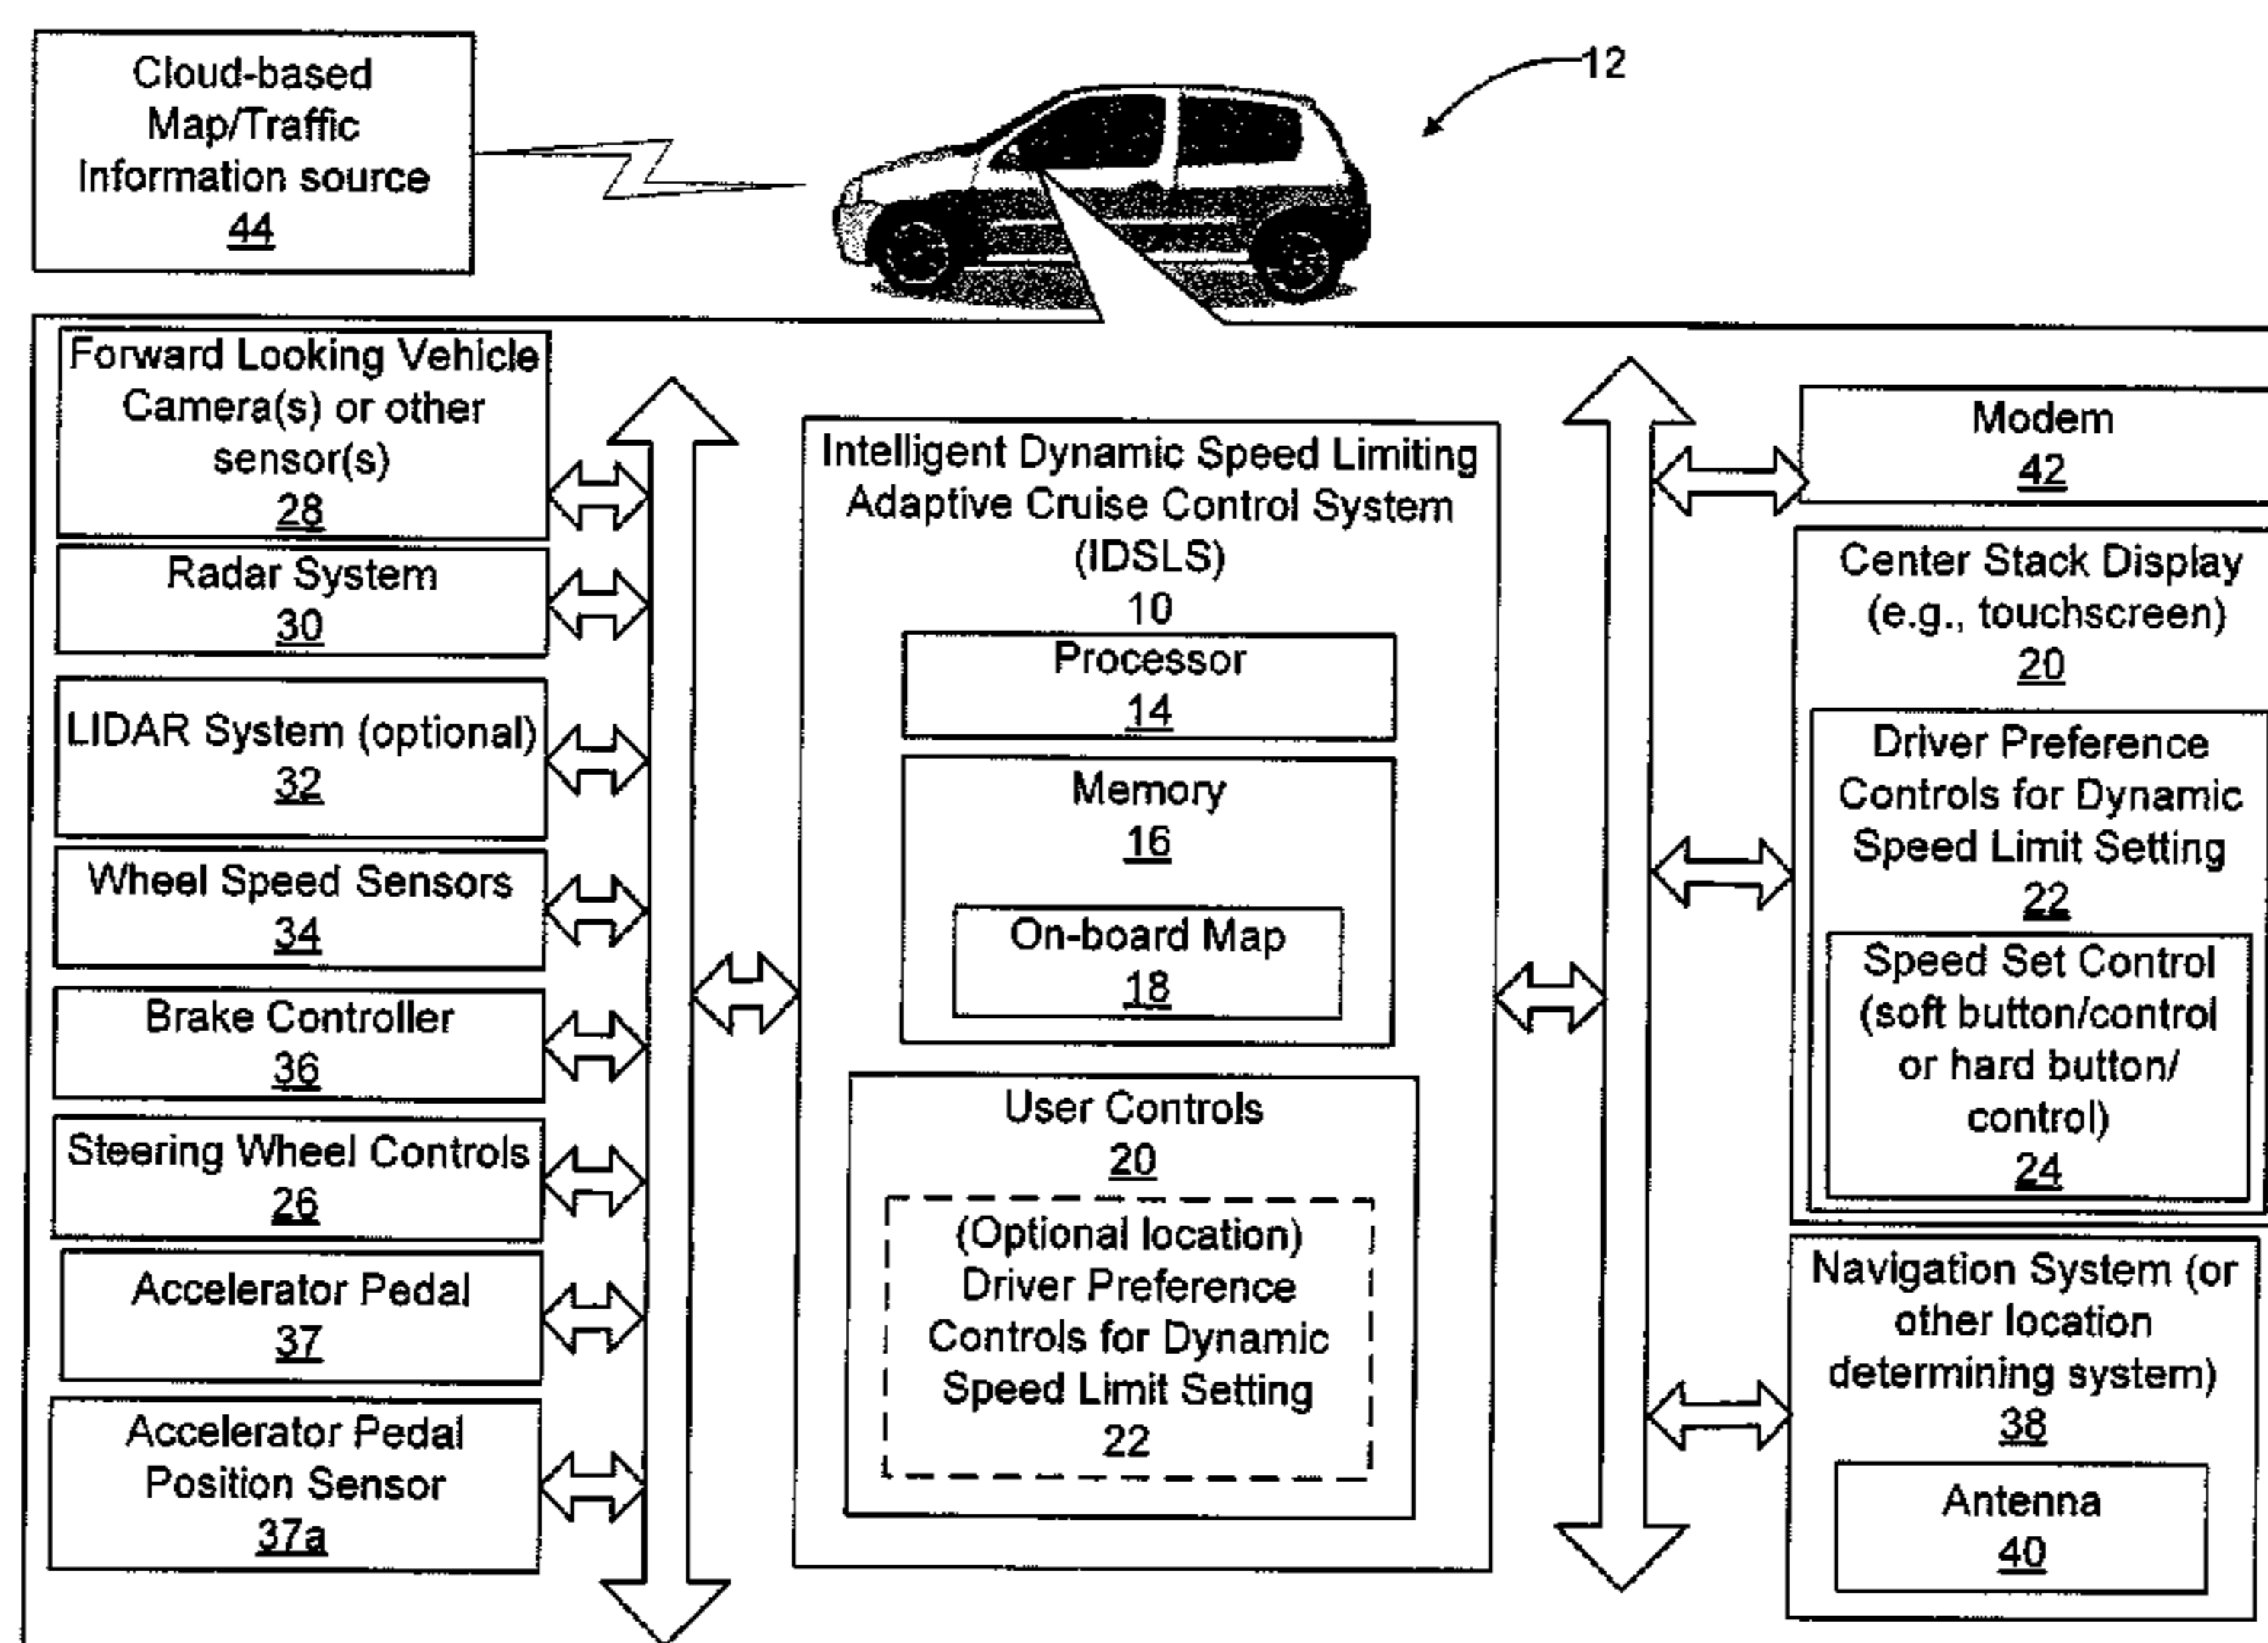 Cloud-based
Map/Traffic
Information source
44
12
Forward Looking Vehicle
Camera(s) or other
sensor(s)
28
Radar System
30
LIDAR System (optional)
32
Wheel Speed Sensors
34
Brake Controller
36
Steering Wheel Controls
26
Accelerator Pedal
37
Accelerator Pedal
Position Sensor
37a
Intelligent Dynamic Speed Limiting
Adaptive Cruise Control System
(IDSLS)
10
Processor
14
Memory
16
On-board Map
18
User Controls
20
(Optional location)
Driver Preference
Controls for Dynamic
Speed Limit Setting
22
Modem
42
Center Stack Display
(e.g., touchscreen)
20
Driver Preference
Controls for Dynamic
Speed Limit Setting
22
Speed Set Control
(soft button/control
or hard button/
control)
24
Navigation System (or
other location
determining system)
38
Antenna
40